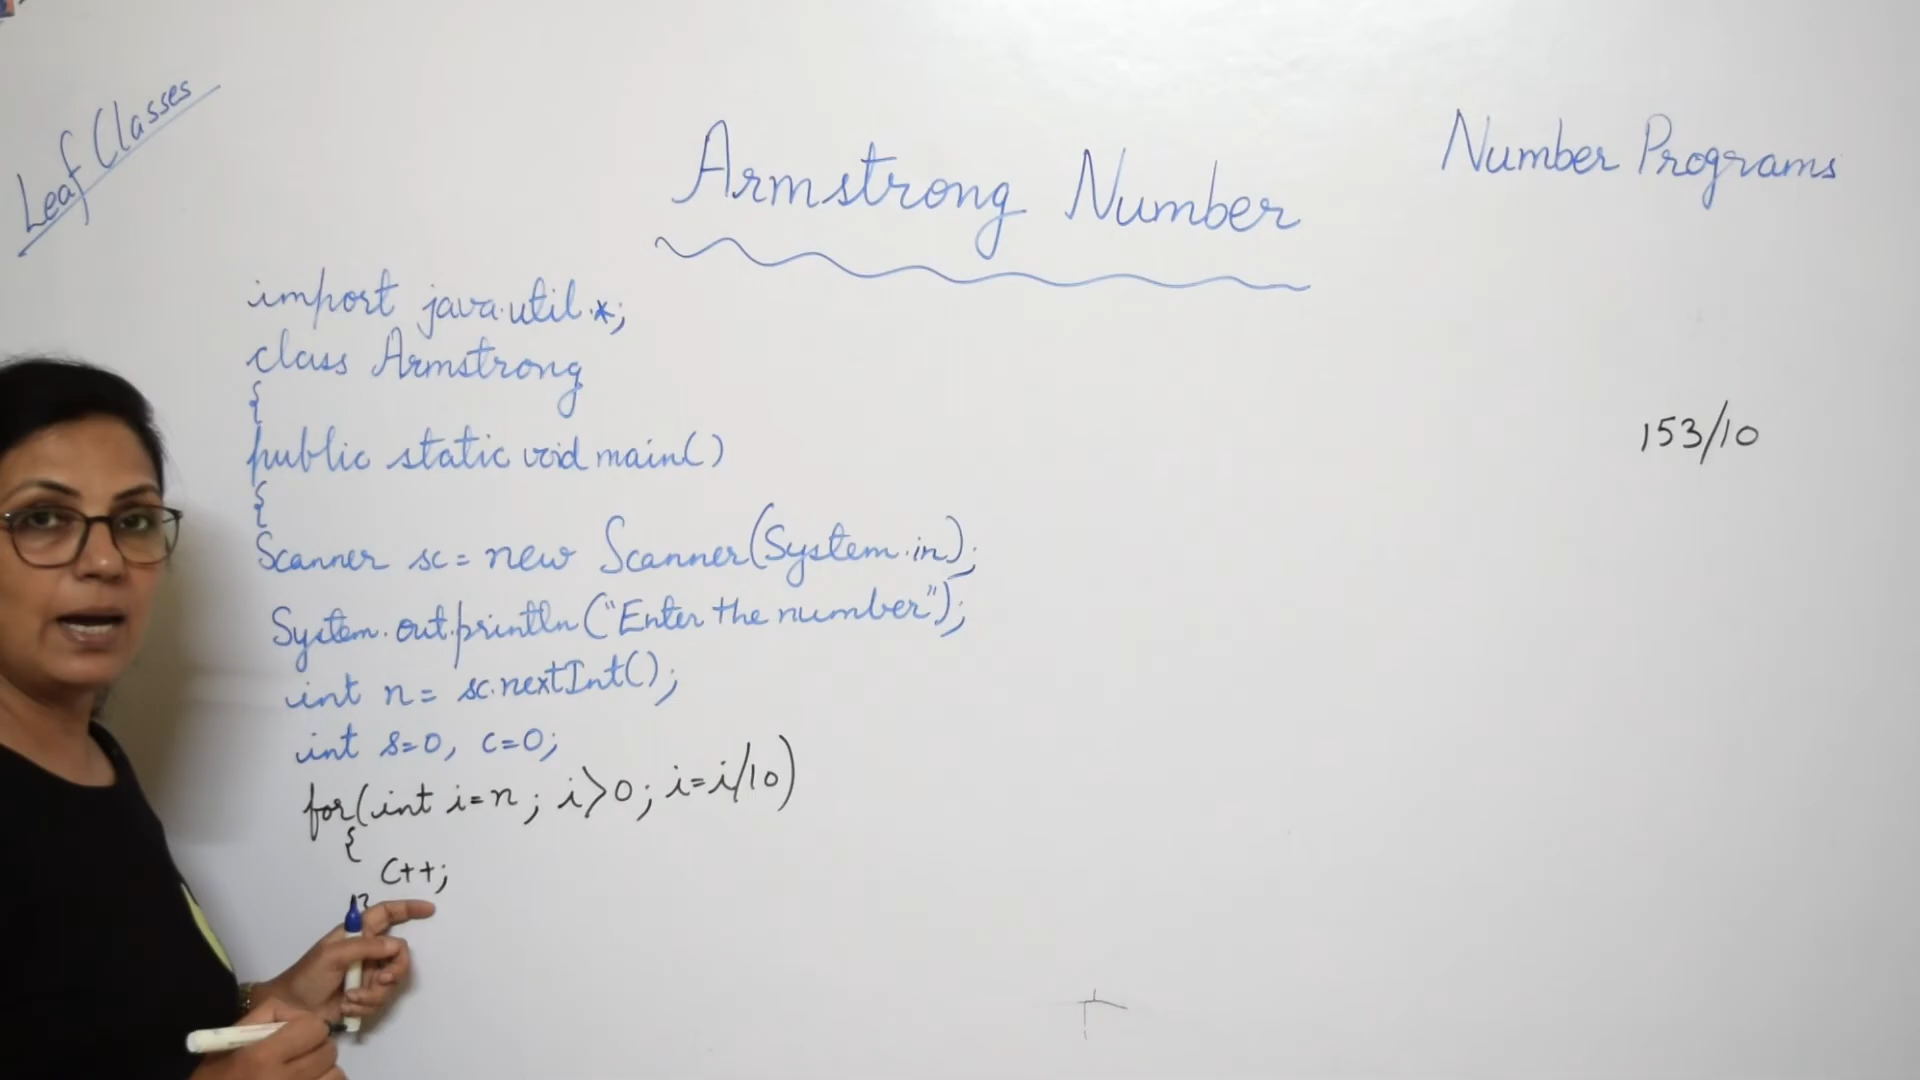 Leaf Classes
Armstrong Number
Number Programs
import java.util.*;
class Armstrong
{
public static void main()
{
Scanner sc = new Scanner(System.in);
System.out.println("Enter the number");
int n = sc.nextInt();
int s=0, c=0;
for(int i=n; i>0; i=i/10)
{
c++;
}
153/10